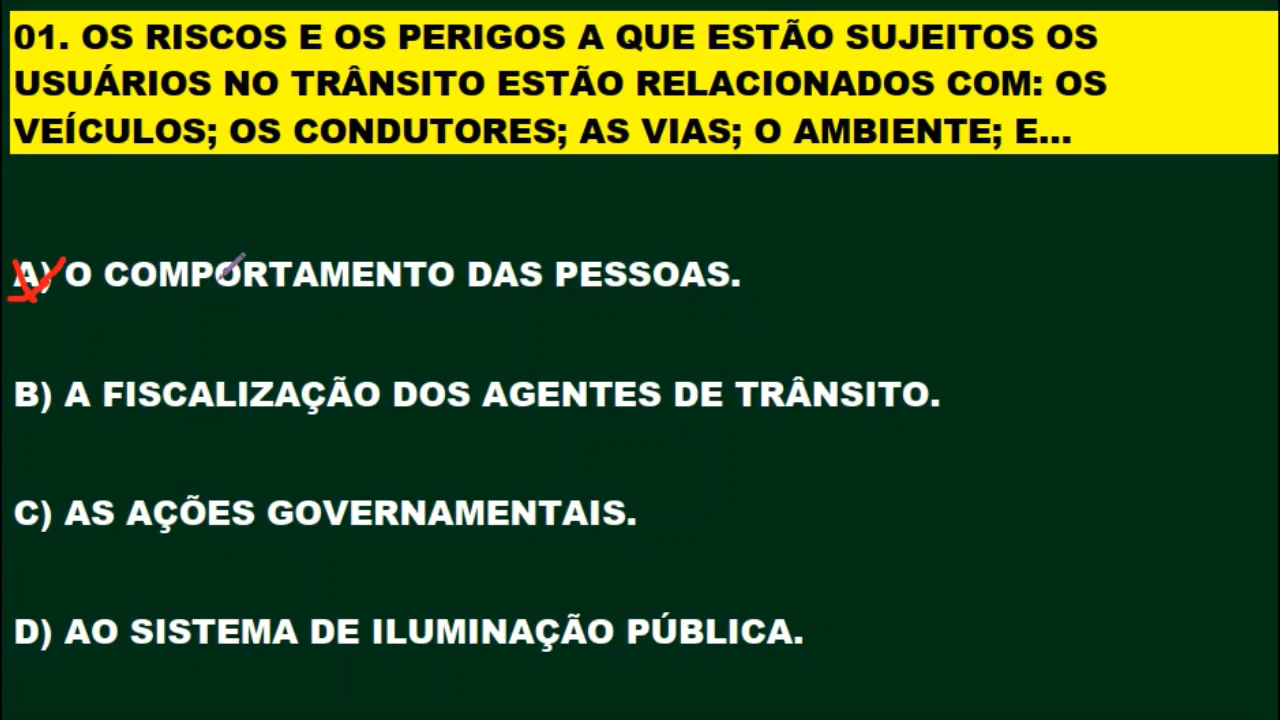 01. OS RISCOS E OS PERIGOS A QUE ESTÃO SUJEITOS OS
USUÁRIOS NO TRÂNSITO ESTÃO RELACIONADOS COM: OS
VEÍCULOS; OS CONDUTORES; AS VIAS; O AMBIENTE; E...
A) O COMPORTAMENTO DAS PESSOAS.
B) A FISCALIZAÇÃO DOS AGENTES DE TRÂNSITO.
C) AS AÇÕES GOVERNAMENTAIS.
D) AO SISTEMA DE ILUMINAÇÃO PÚBLICA.